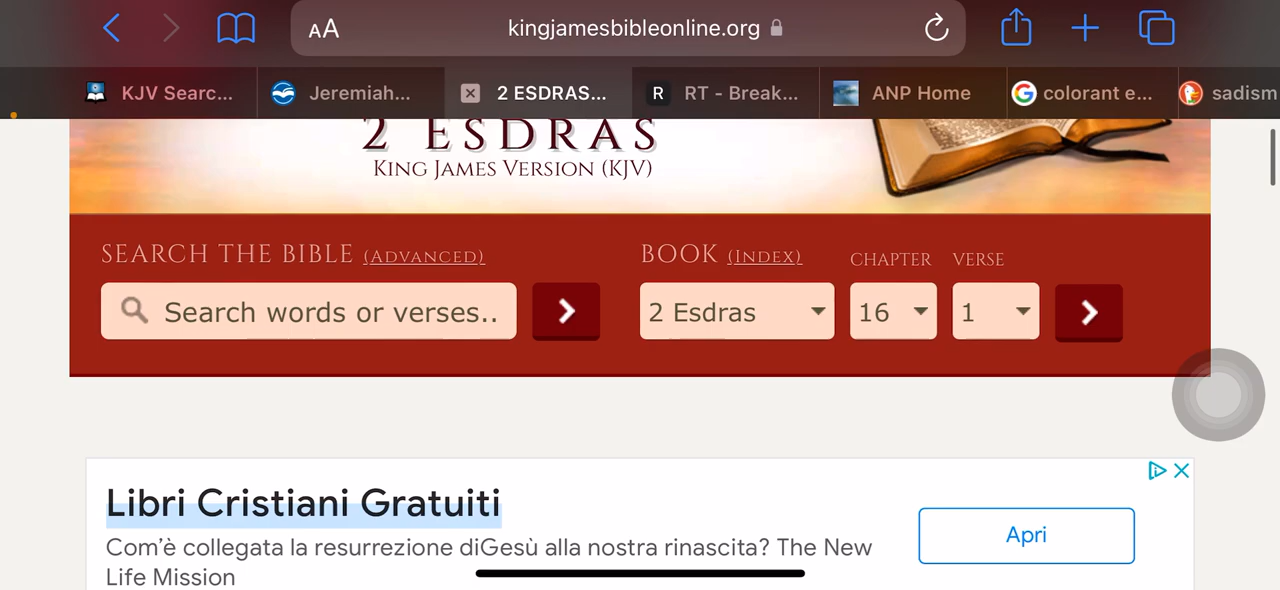 AA kingjamesbibleonline.org
KJV Searc... Jeremiah... 2 ESDRAS... R RT - Break... ANP Home G colorant e... sadism
2 ESDRAS
KING JAMES VERSION (KJV)
SEARCH THE BIBLE (ADVANCED) BOOK (INDEX) CHAPTER VERSE
Search words or verses.. 2 Esdras 16 1
Libri Cristiani Gratuiti
Com'è collegata la resurrezione diGesù alla nostra rinascita? The New
Life Mission
Apri